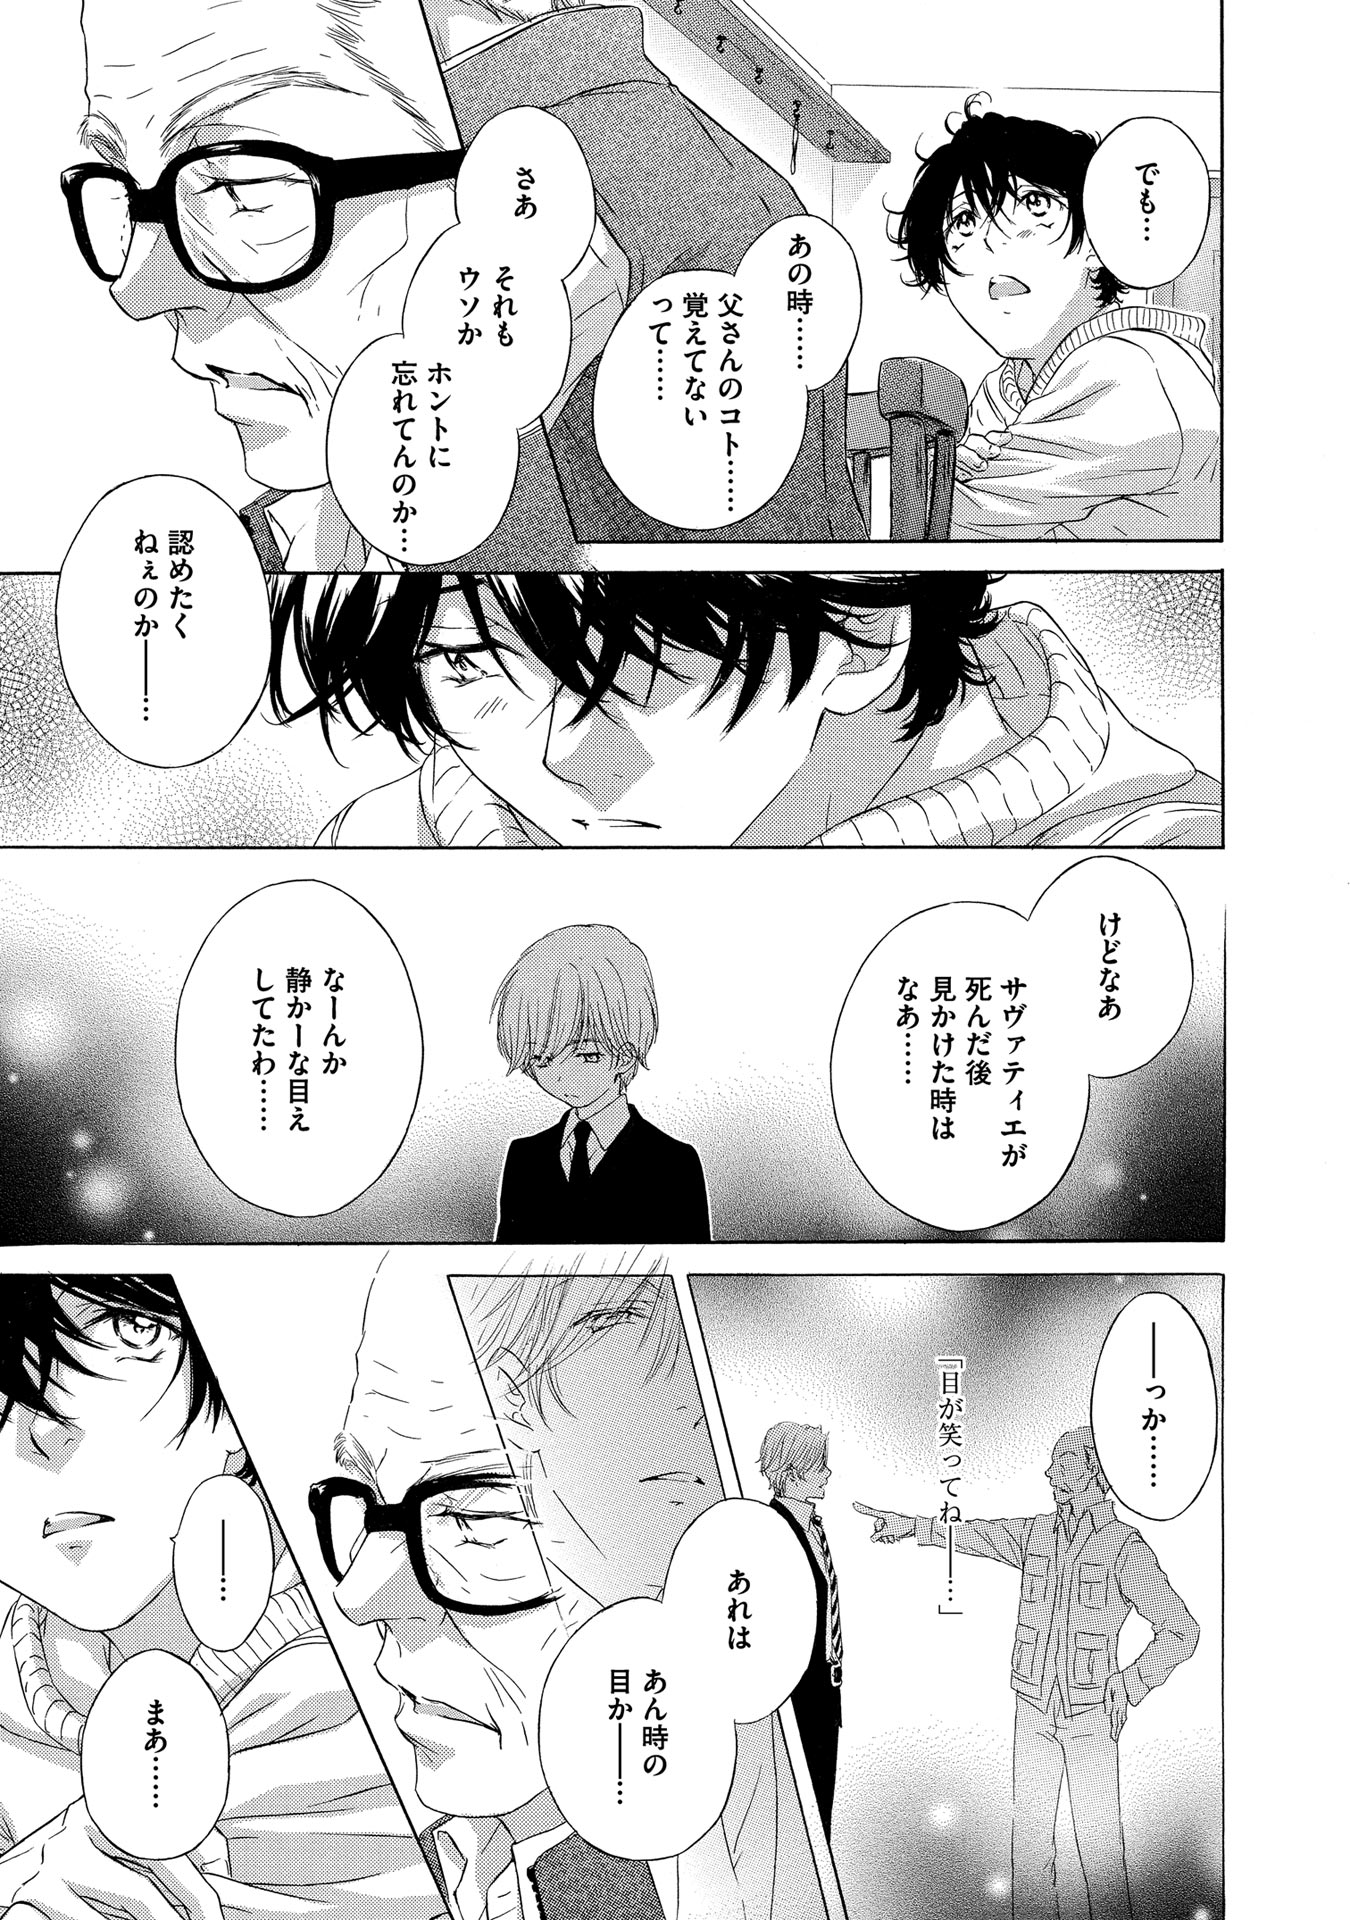 でも…
あの時……
父さんのコト……
覚えてない
って……
さあ
それも
ウソか
ホントに
忘れてんのか…
認めたく
ねぇのか――…
けどなあ
サヴァティエが
死んだ後
見かけた時は
なあ……
なーんか
静かーな目え
してたわ……
――っか……
「目が笑ってね――…」
あれは
あん時の
目か――…
――…
まあ……